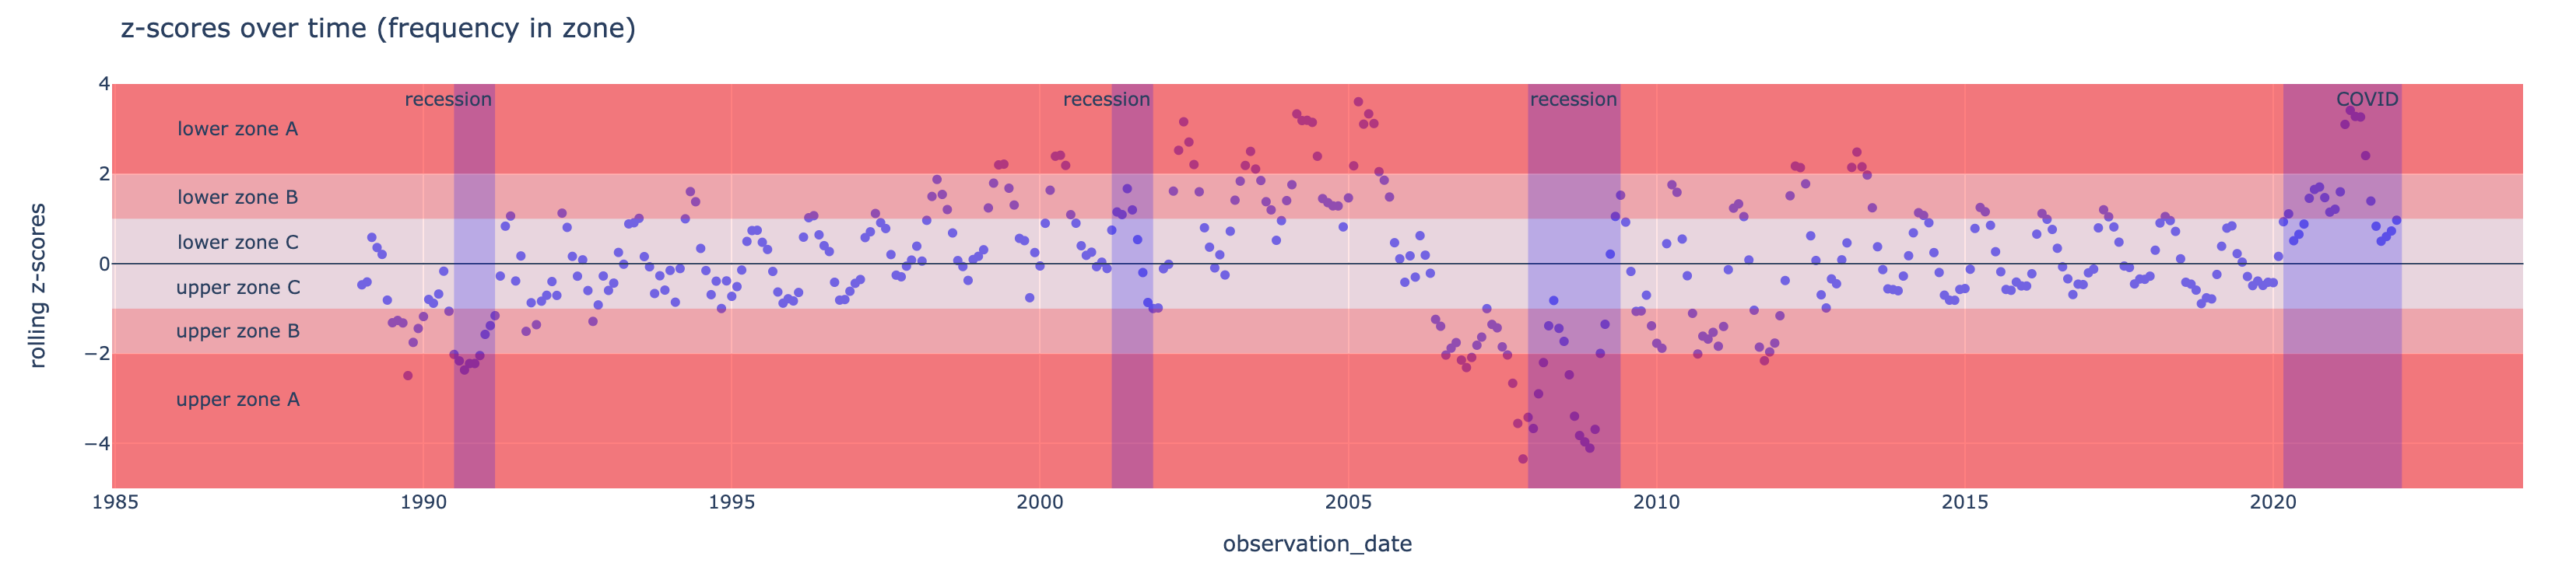 z-scores over time (frequency in zone)
4
recession
recession
recession
COVID
lower zone A
2
lower zone B
lower zone C
0
upper zone C
upper zone B
−2
upper zone A
−4
rolling z-scores
1985
1990
1995
2000
2005
2010
2015
2020
observation_date